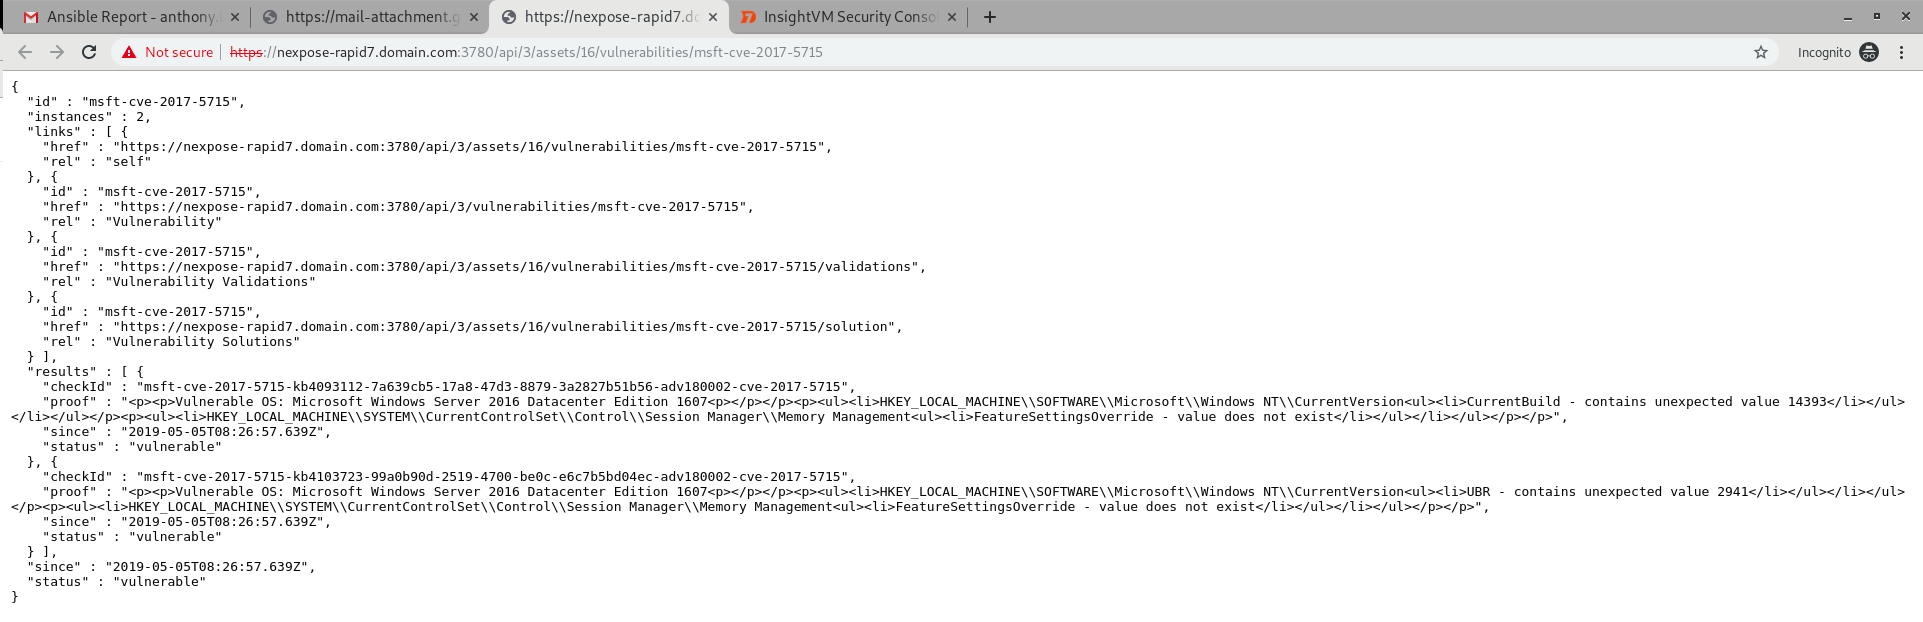 Ansible Report - anthony.
https://mail-attachment.g
https://nexpose-rapid7.do
InsightVM Security Conso
Not secure | https://nexpose-rapid7.domain.com:3780/api/3/assets/16/vulnerabilities/msft-cve-2017-5715
Incognito
{
"id" : "msft-cve-2017-5715",
"instances" : 2,
"links" : [ {
"href" : "https://nexpose-rapid7.domain.com:3780/api/3/assets/16/vulnerabilities/msft-cve-2017-5715",
"rel" : "self"
}, {
"id" : "msft-cve-2017-5715",
"href" : "https://nexpose-rapid7.domain.com:3780/api/3/vulnerabilities/msft-cve-2017-5715",
"rel" : "Vulnerability"
}, {
"id" : "msft-cve-2017-5715",
"href" : "https://nexpose-rapid7.domain.com:3780/api/3/assets/16/vulnerabilities/msft-cve-2017-5715/validations",
"rel" : "Vulnerability Validations"
}, {
"id" : "msft-cve-2017-5715",
"href" : "https://nexpose-rapid7.domain.com:3780/api/3/assets/16/vulnerabilities/msft-cve-2017-5715/solution",
"rel" : "Vulnerability Solutions"
} ],
"results" : [ {
"checkId" : "msft-cve-2017-5715-kb4093112-7a639cb5-17a8-47d3-8879-3a2827b51b56-adv180002-cve-2017-5715",
"proof" : "<p><p>Vulnerable OS: Microsoft Windows Server 2016 Datacenter Edition 1607<p></p></p><p><ul><li>HKEY_LOCAL_MACHINE\\SOFTWARE\\Microsoft\\Windows NT\\CurrentVersion<ul><li>CurrentBuild - contains unexpected value 14393</li></ul>
</li></ul></p><p><ul><li>HKEY_LOCAL_MACHINE\\SYSTEM\\CurrentControlSet\\Control\\Session Manager\\Memory Management<ul><li>FeatureSettingsOverride - value does not exist</li></ul></li></ul></p></p>",
"since" : "2019-05-05T08:26:57.639Z",
"status" : "vulnerable"
}, {
"checkId" : "msft-cve-2017-5715-kb4103723-99a0b90d-2519-4700-be0c-e6c7b5bd04ec-adv180002-cve-2017-5715",
"proof" : "<p><p>Vulnerable OS: Microsoft Windows Server 2016 Datacenter Edition 1607<p></p></p><p><ul><li>HKEY_LOCAL_MACHINE\\SOFTWARE\\Microsoft\\Windows NT\\CurrentVersion<ul><li>UBR - contains unexpected value 2941</li></ul></li></ul>
</p><p><ul><li>HKEY_LOCAL_MACHINE\\SYSTEM\\CurrentControlSet\\Control\\Session Manager\\Memory Management<ul><li>FeatureSettingsOverride - value does not exist</li></ul></li></ul></p></p>",
"since" : "2019-05-05T08:26:57.639Z",
"status" : "vulnerable"
} ],
"since" : "2019-05-05T08:26:57.639Z",
"status" : "vulnerable"
}